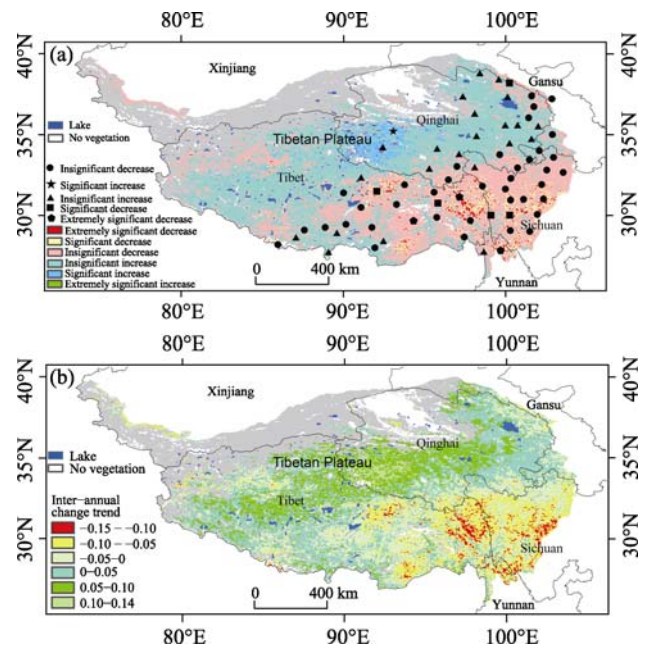 80°E 90°E 100°E
(a)
40°N 40°N
Xinjiang
Gansu
Qinghai
35°N 35°N
Lake
No vegetation
Tibetan Plateau
Tibet
Insignificant decrease
Significant increase
Insignificant increase
Significant decrease
Extremely significant decrease
Extremely significant decrease
Significant decrease
Insignificant decrease
Insignificant increase
Significant increase
Extremely significant increase
30°N 30°N
Sichuan
0 400 km
Yunnan
80°E 90°E 100°E
(b)
40°N 40°N
Xinjiang
Gansu
Lake
No vegetation
Qinghai
35°N 35°N
Tibetan Plateau
Tibet
Inter-annual
change trend
-0.15--0.10
-0.10--0.05
-0.05-0
0-0.05
0.05-0.10
0.10-0.14
30°N 30°N
Sichuan
0 400 km
Yunnan
80°E 90°E 100°E